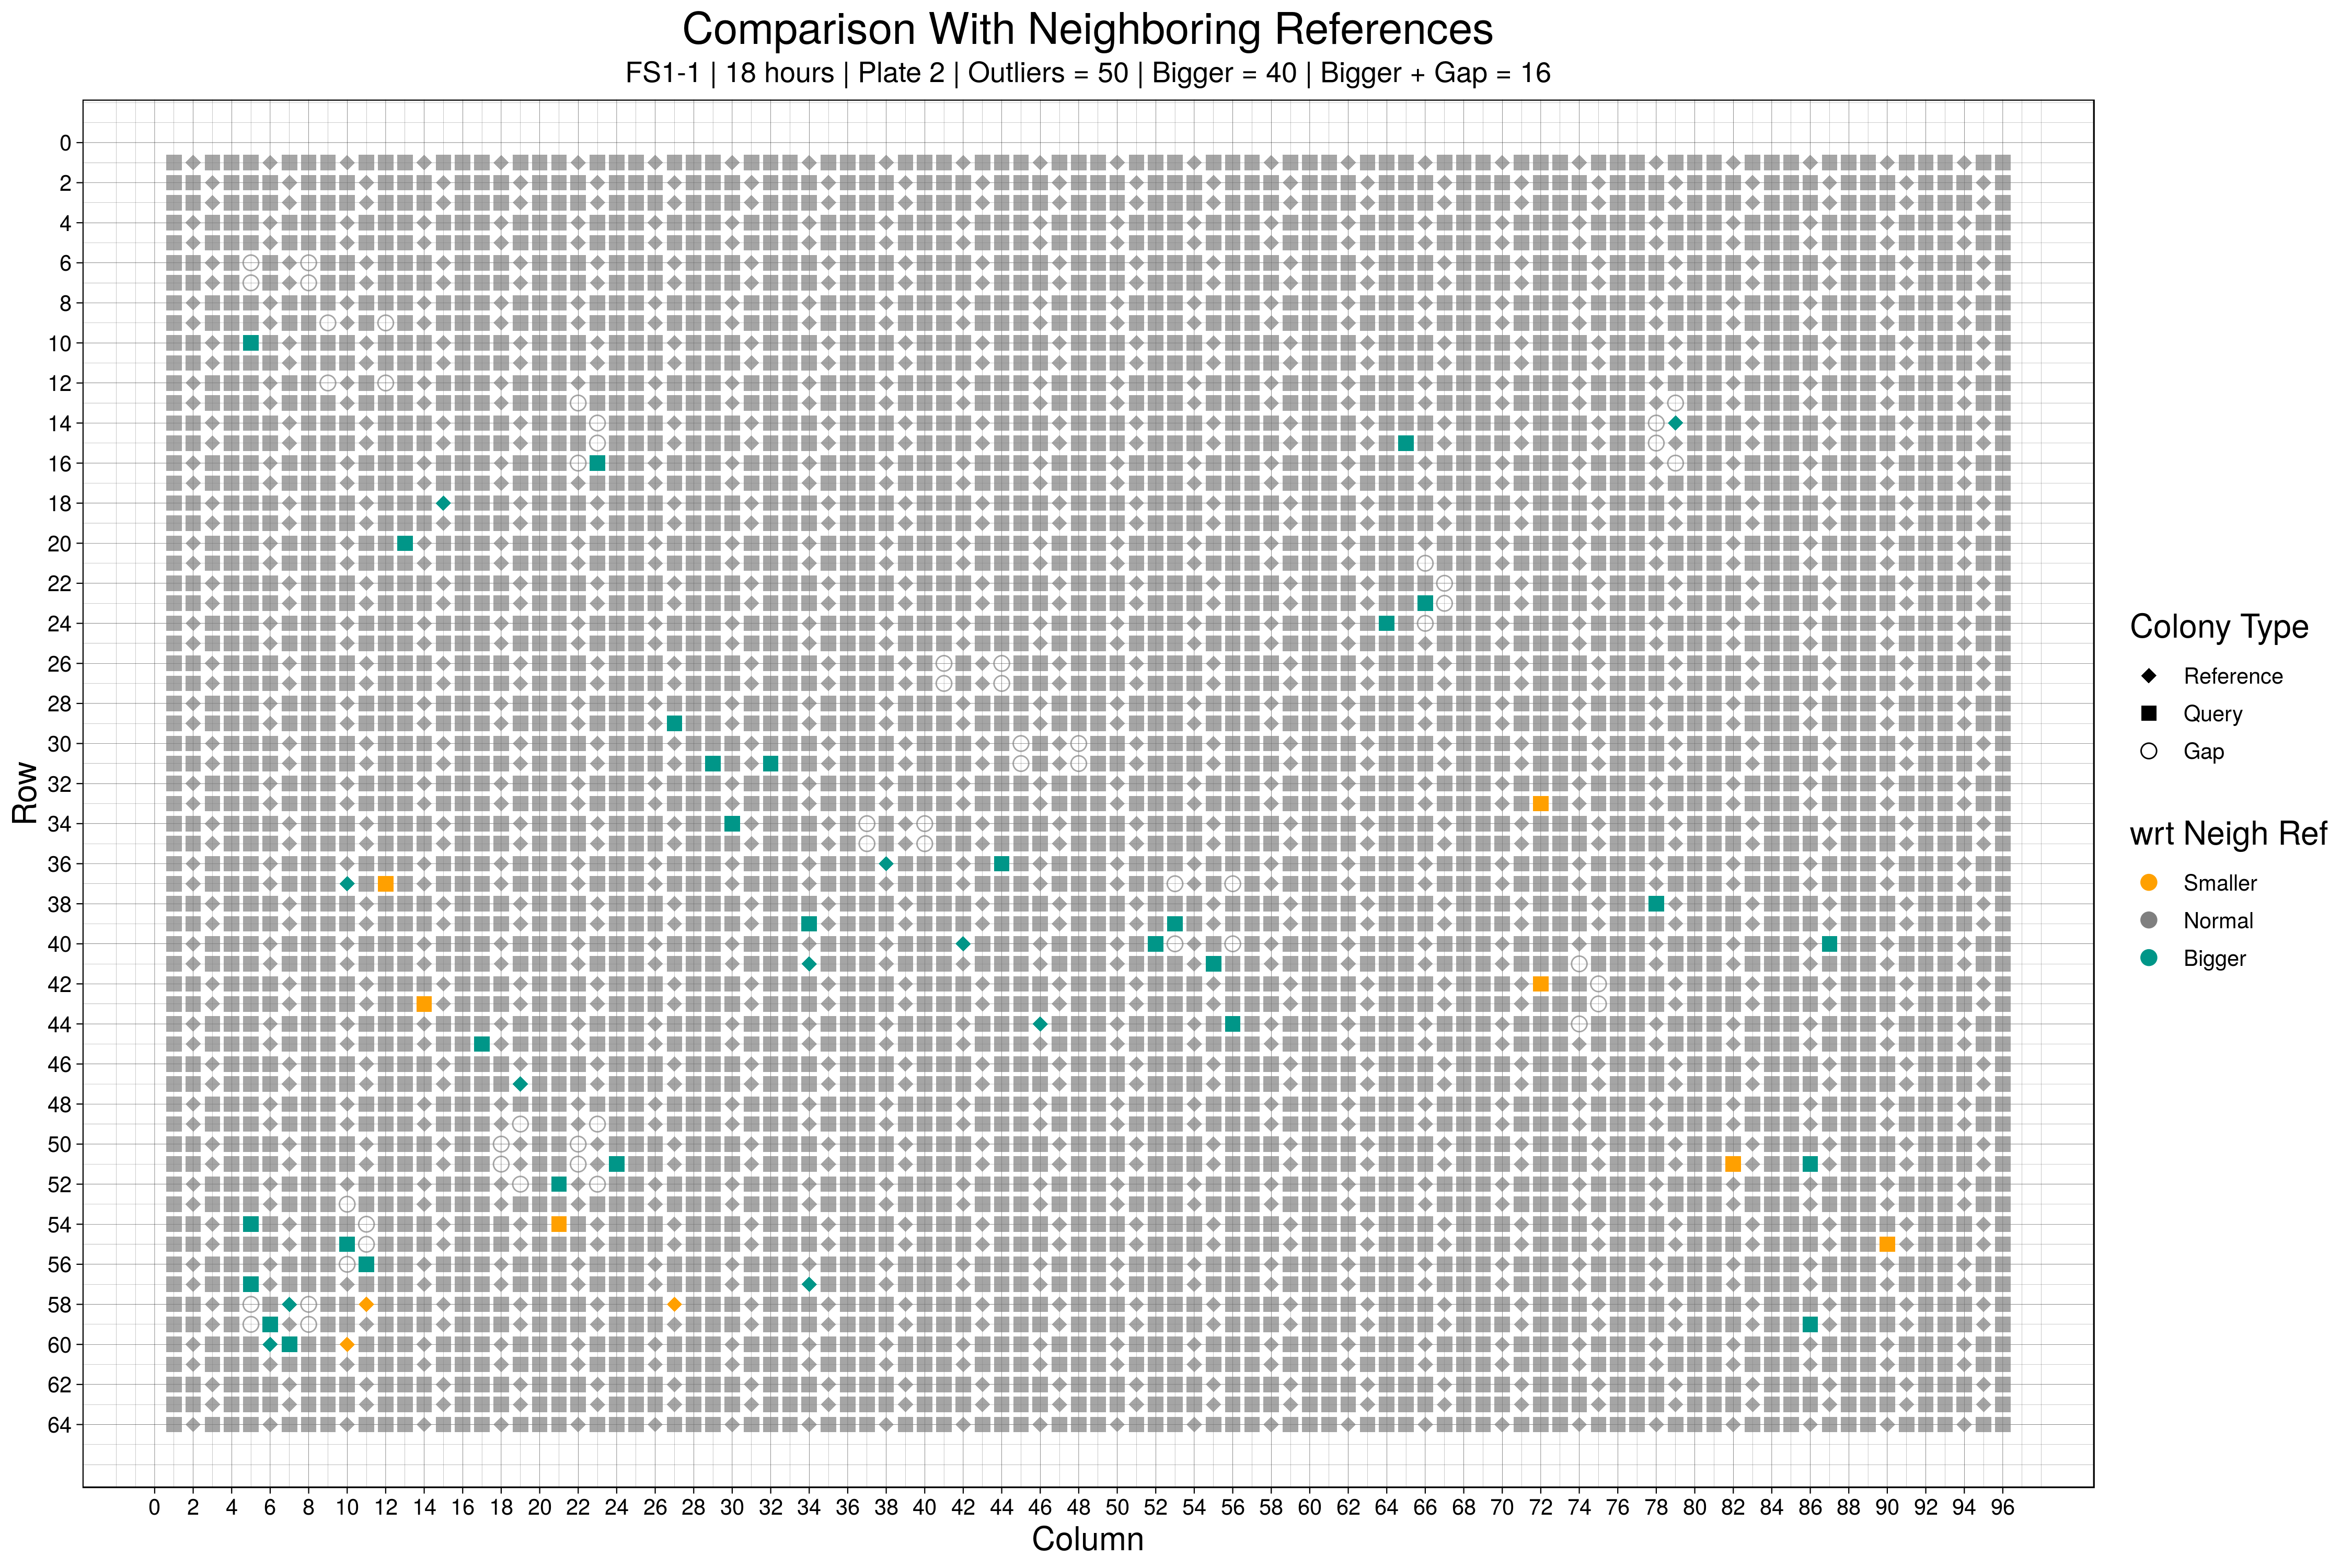 Comparison With Neighboring References
FS1-1 | 18 hours | Plate 2 | Outliers = 50 | Bigger = 40 | Bigger + Gap = 16
Row
0
2
4
6
8
10
12
14
16
18
20
22
24
26
28
30
32
34
36
38
40
42
44
46
48
50
52
54
56
58
60
62
64
0 2 4 6 8 10 12 14 16 18 20 22 24 26 28 30 32 34 36 38 40 42 44 46 48 50 52 54 56 58 60 62 64 66 68 70 72 74 76 78 80 82 84 86 88 90 92 94 96
Column
Colony Type
Reference
Query
Gap
wrt Neigh Ref
Smaller
Normal
Bigger